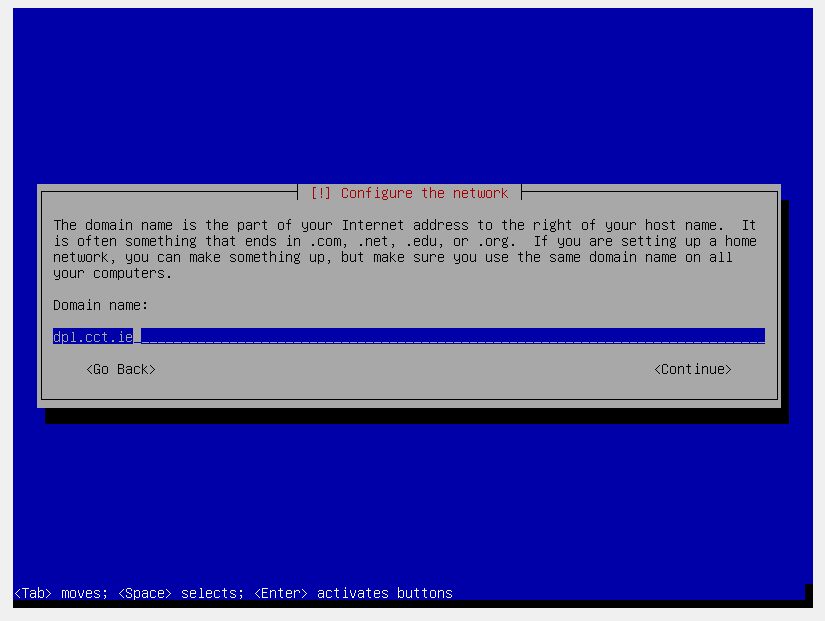 [!] Configure the network
The domain name is the part of your Internet address to the right of your host name.  It
is often something that ends in .com, .net, .edu, or .org.  If you are setting up a home
network, you can make something up, but make sure you use the same domain name on all
your computers.
Domain name:
dpl.cct.ie
<Go Back> <Continue>
<Tab> moves; <Space> selects; <Enter> activates buttons